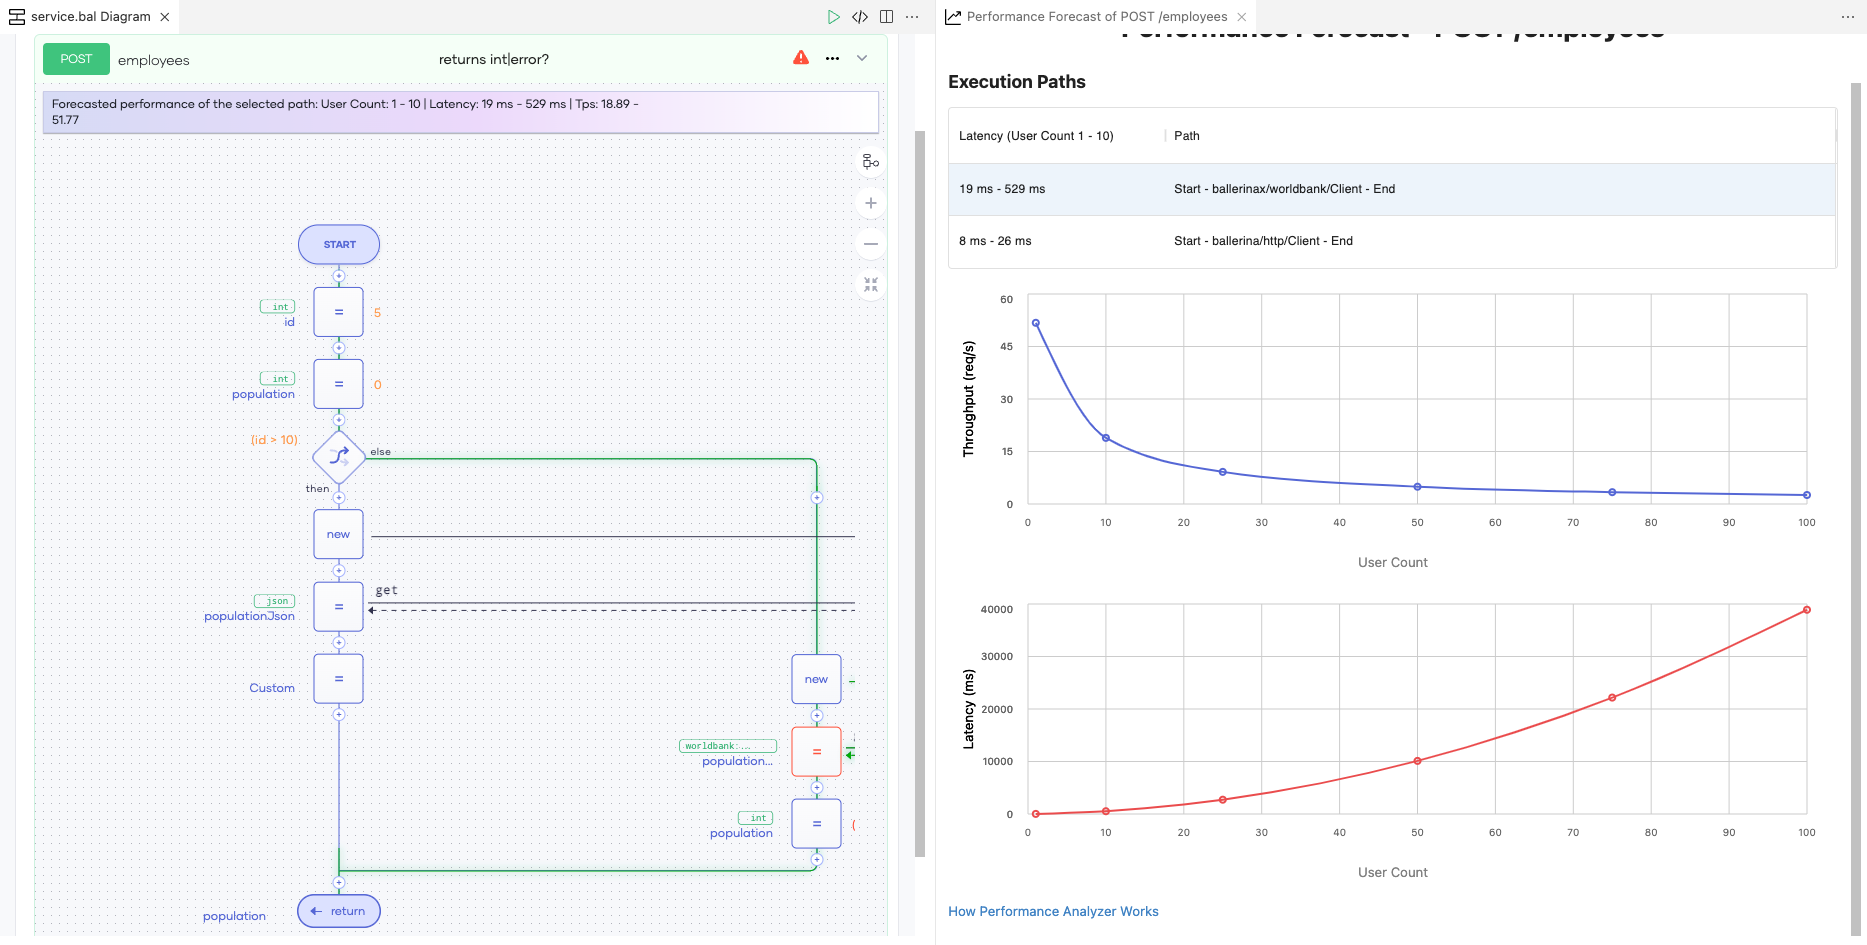 service.bal Diagram
POST employees returns int|error?
Forecasted performance of the selected path: User Count: 1 - 10 | Latency: 19 ms - 529 ms | Tps: 18.89 -
51.77
START
int
id
=
5
int
population
=
0
(id > 10)
else
then
new
get
json
populationJson
=
Custom
=
new
worldbank:...
population...
=
int
population
=
population
return
Performance Forecast of POST /employees
Performance Forecast - POST /employees
Execution Paths
Latency (User Count 1 - 10) Path
19 ms - 529 ms Start - ballerinax/worldbank/Client - End
8 ms - 26 ms Start - ballerina/http/Client - End
Throughput (req/s)
60
45
30
15
0
0 10 20 30 40 50 60 70 80 90 100
User Count
Latency (ms)
40000
30000
20000
10000
0
0 10 20 30 40 50 60 70 80 90 100
User Count
How Performance Analyzer Works